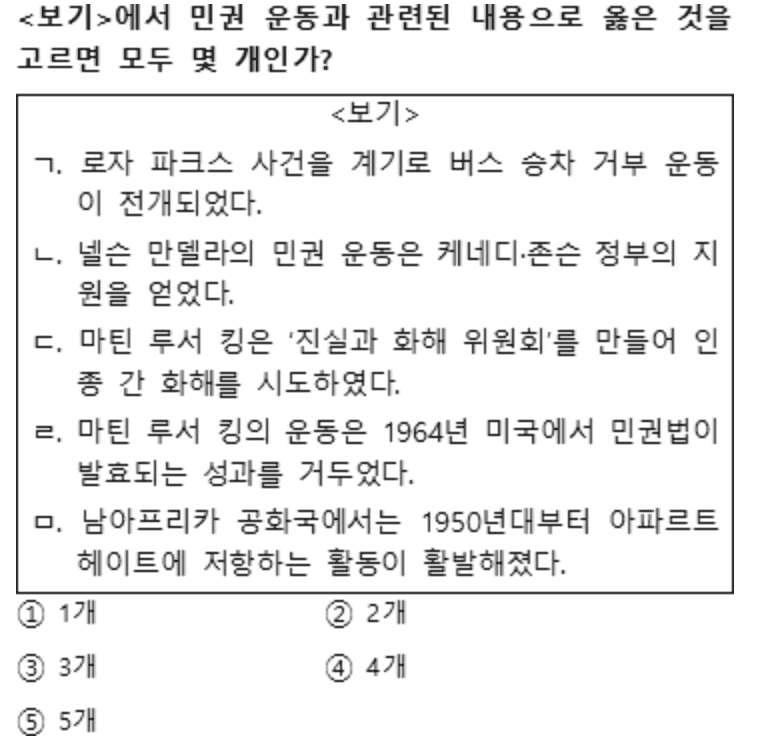 <보기>에서 민권 운동과 관련된 내용으로 옳은 것을
고르면 모두 몇 개인가?
<보기>
ㄱ. 로자 파크스 사건을 계기로 버스 승차 거부 운동
이 전개되었다.
ㄴ. 넬슨 만델라의 민권 운동은 케네디·존슨 정부의 지
원을 얻었다.
ㄷ. 마틴 루서 킹은 '진실과 화해 위원회'를 만들어 인
종 간 화해를 시도하였다.
ㄹ. 마틴 루서 킹의 운동은 1964년 미국에서 민권법이
발효되는 성과를 거두었다.
ㅁ. 남아프리카 공화국에서는 1950년대부터 아파르트
헤이트에 저항하는 활동이 활발해졌다.
① 1개 ② 2개
③ 3개 ④ 4개
⑤ 5개